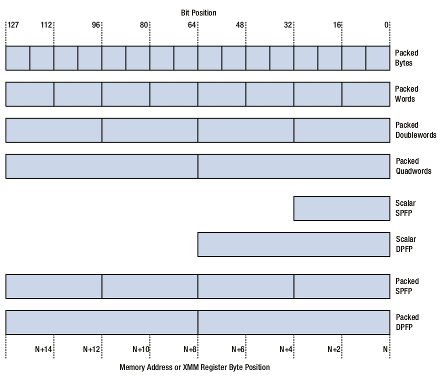 Bit Position
127 112 96 80 64 48 32 16 0
Packed
Bytes
Packed
Words
Packed
Doublewords
Packed
Quadwords
Scalar
SPFP
Scalar
DPFP
Packed
SPFP
Packed
DPFP
N+14 N+12 N+10 N+8 N+6 N+4 N+2 N
Memory Address or XMM Register Byte Position